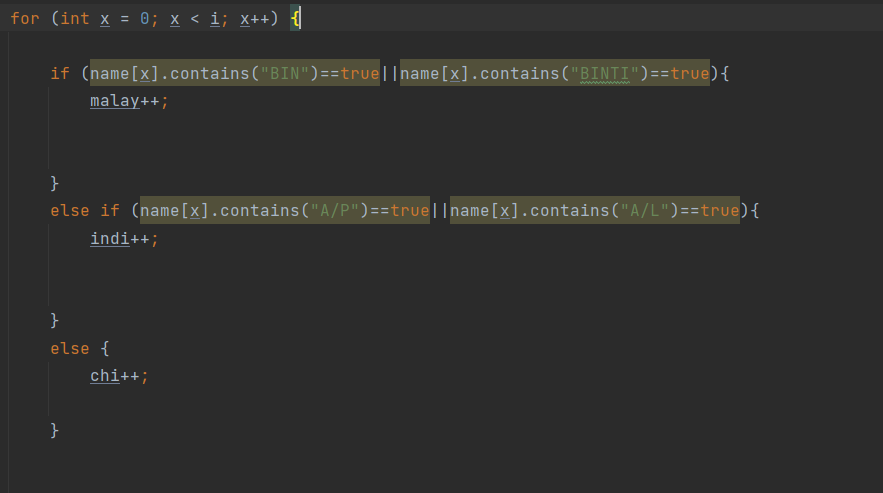 for (int x = 0; x < i; x++) {
if (name[x].contains("BIN")==true||name[x].contains("BINTI")==true){
malay++;
}
else if (name[x].contains("A/P")==true||name[x].contains("A/L")==true){
indi++;
}
else {
chi++;
}